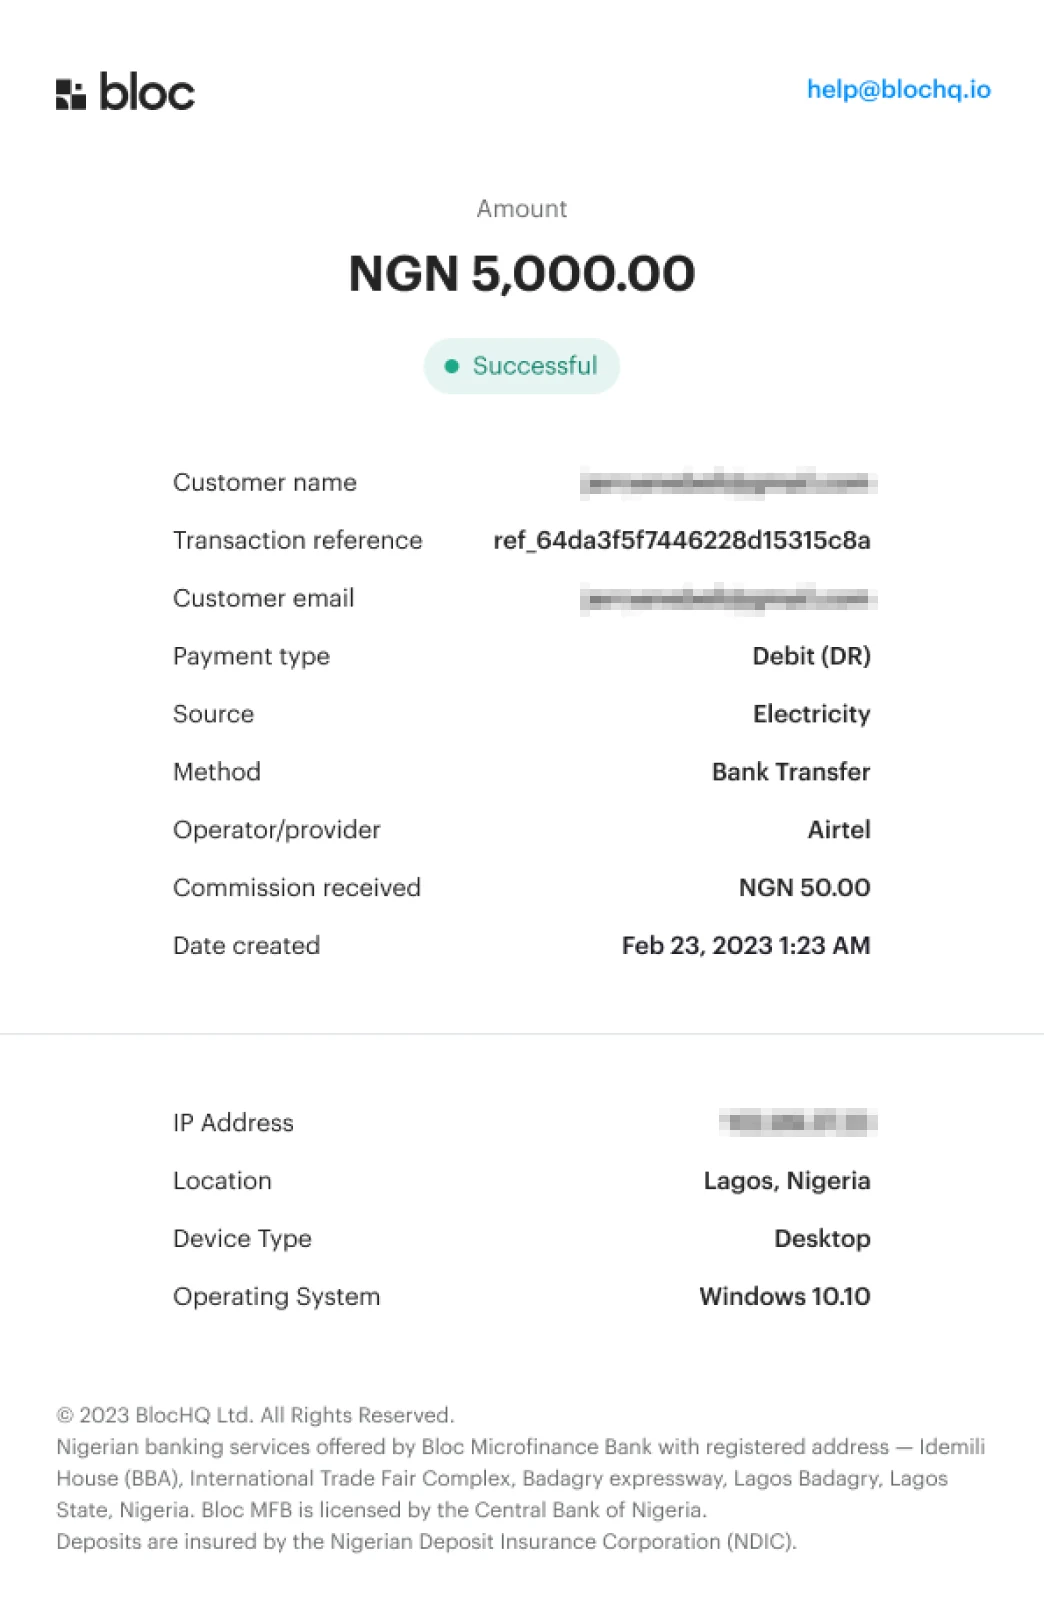 bloc
help@blochq.io
Amount
NGN 5,000.00
Successful
Customer name
Transaction reference ref_64da3f5f7446228d15315c8a
Customer email
Payment type Debit (DR)
Source Electricity
Method Bank Transfer
Operator/provider Airtel
Commission received NGN 50.00
Date created Feb 23, 2023 1:23 AM
IP Address
Location Lagos, Nigeria
Device Type Desktop
Operating System Windows 10.10
© 2023 BlocHQ Ltd. All Rights Reserved.
Nigerian banking services offered by Bloc Microfinance Bank with registered address — Idemili
House (BBA), International Trade Fair Complex, Badagry expressway, Lagos Badagry, Lagos
State, Nigeria. Bloc MFB is licensed by the Central Bank of Nigeria.
Deposits are insured by the Nigerian Deposit Insurance Corporation (NDIC).